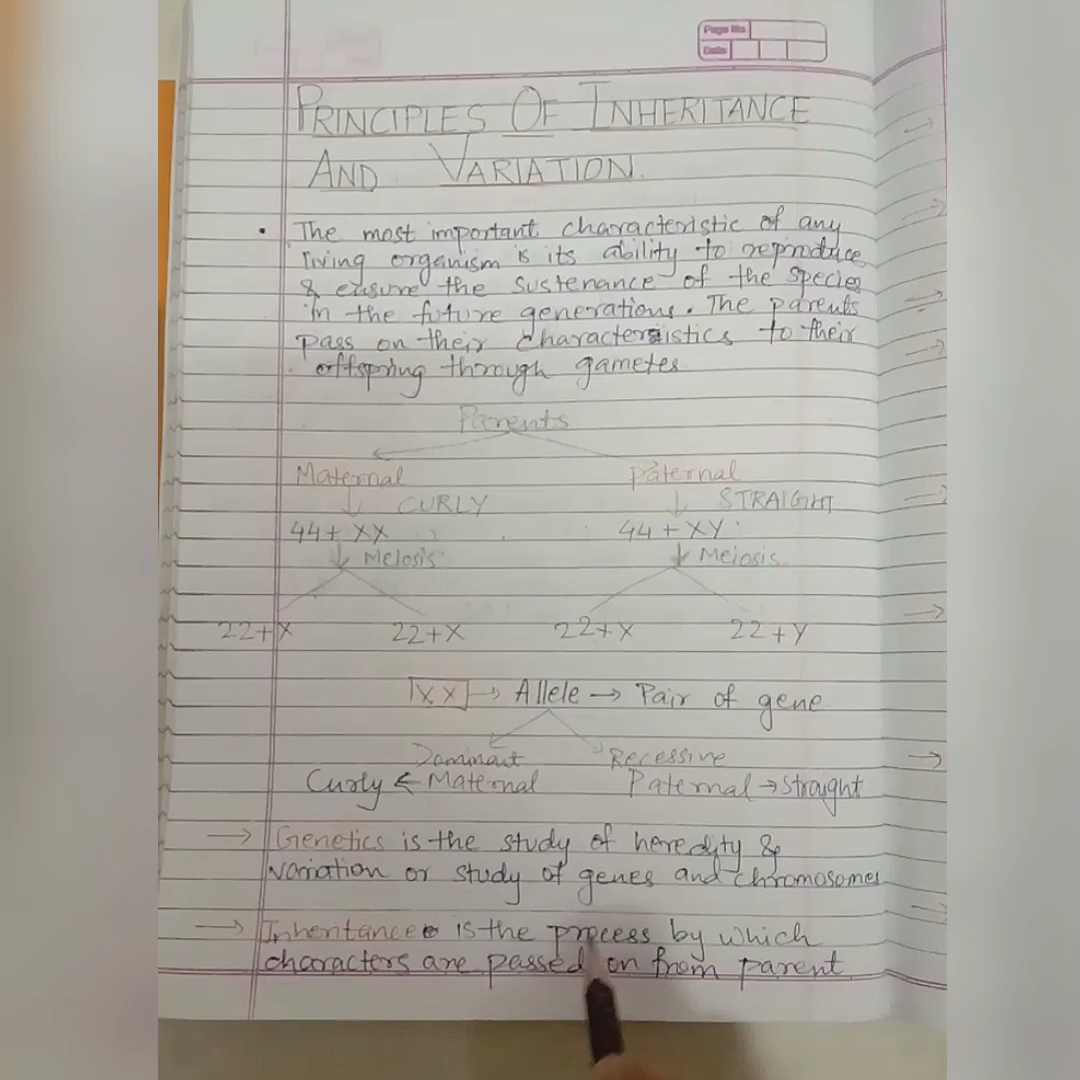 Page No.
Date
PRINCIPLES OF INHERITANCE
AND VARIATION.
• The most important characteristic of any
living organism is its ability to reproduce
& ensure the sustenance of the species
in the future generations. The parents
pass on their characteristics to their
offspring through gametes.
Parents
Maternal Paternal
CURLY STRAIGHT
44+XX 44+XY
Meiosis Meiosis.
22+X 22+X 22+X 22+Y
XX → Allele → Pair of gene
Dominant Recessive
Curly ← Maternal Paternal → straight
→ Genetics is the study of heredity &
variation or study of genes and chromosomes
→ Inheritance is the process by which
characters are passed on from parent